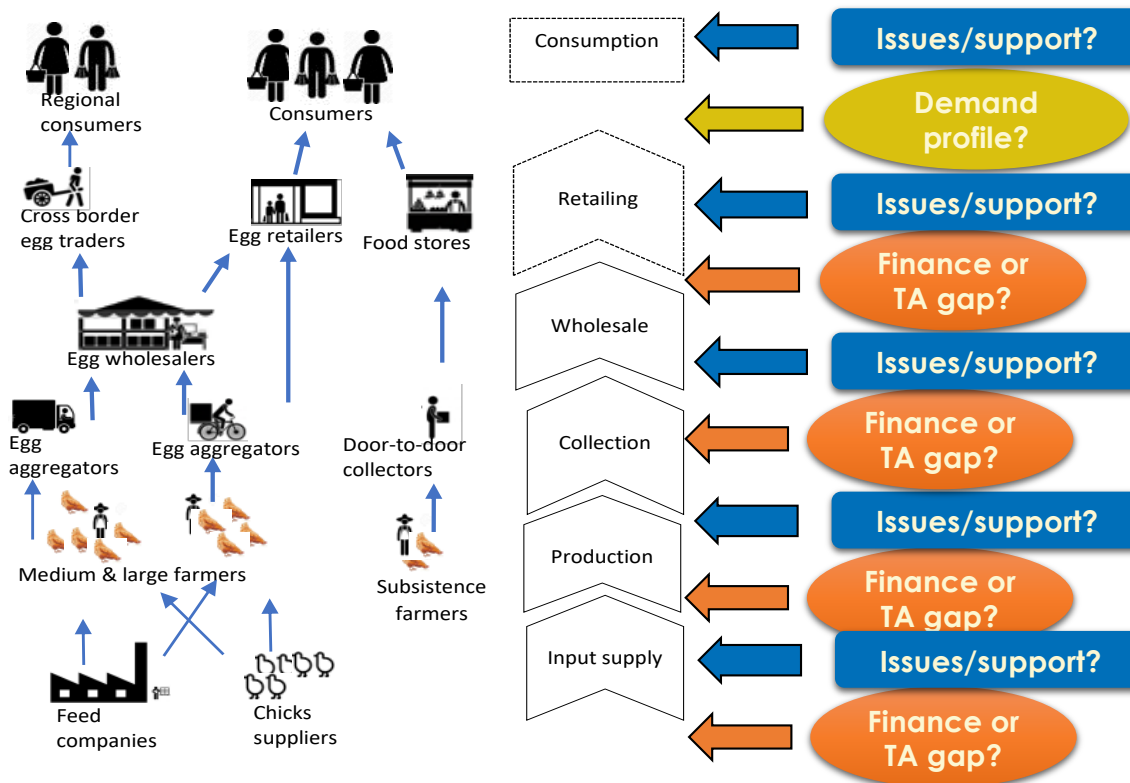 Regional
consumers
Consumers
Cross border
egg traders
Egg retailers
Food stores
Egg wholesalers
Egg
aggregators
Egg aggregators
Door-to-door
collectors
Medium & large farmers
Subsistence
farmers
Feed
companies
Chicks
suppliers
Consumption
Retailing
Wholesale
Collection
Production
Input supply
Issues/support?
Demand
profile?
Issues/support?
Finance or
TA gap?
Issues/support?
Finance or
TA gap?
Issues/support?
Finance or
TA gap?
Issues/support?
Finance or
TA gap?